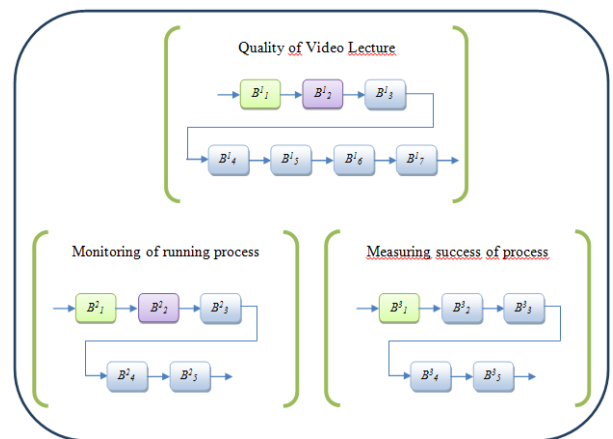 Quality of Video Lecture
B¹₁ B¹₂ B¹₃
B¹₄ B¹₅ B¹₆ B¹₇
Monitoring of running process
B²₁ B²₂ B²₃
B²₄ B²₅
Measuring success of process
B³₁ B³₂ B³₃
B³₄ B³₅